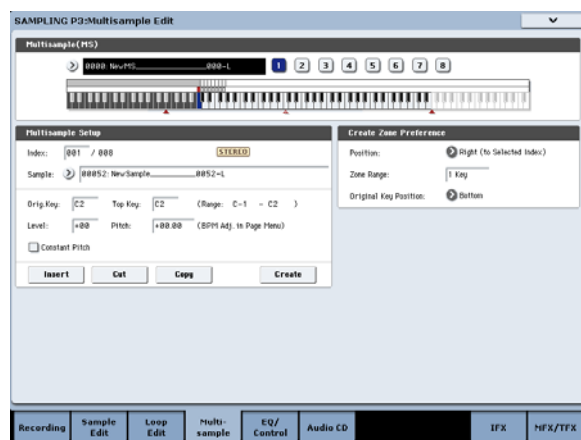 SAMPLING P3:Multisample Edit
Multisample(MS)
0000: NewMS____________000-L
1 2 3 4 5 6 7 8
Multisample Setup
Index: 001 / 008 STEREO
Sample: 00052: NewSample________0052-L
Orig.Key: C2 Top Key: C2 (Range: C-1 - C2 )
Level: +00 Pitch: +00.00 (BPM Adj. in Page Menu)
Constant Pitch
Insert Cut Copy Create
Create Zone Preference
Position: Right (to Selected Index)
Zone Range: 1 Key
Original Key Position: Bottom
Recording Sample Edit Loop Edit Multi-sample EQ/Control Audio CD IFX MFX/TFX